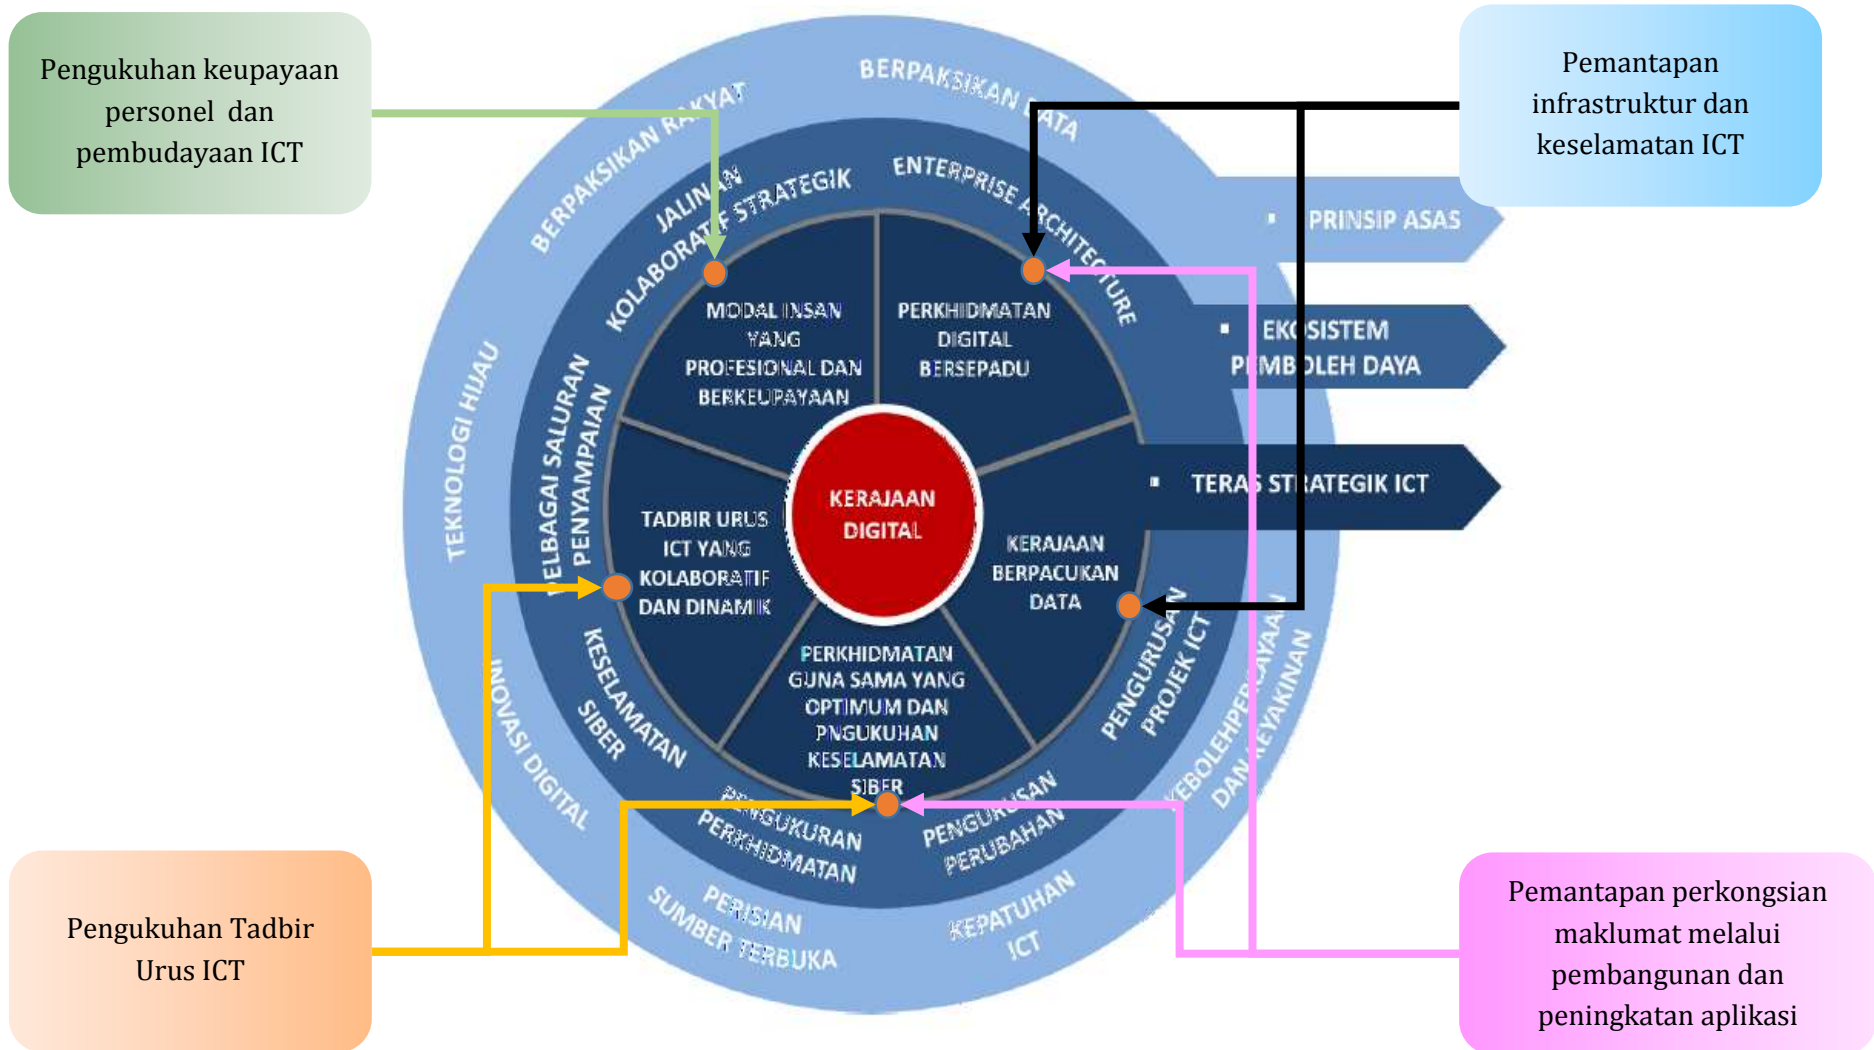 Pengukuhan keupayaan
personel dan
pembudayaan ICT
Pemantapan
infrastruktur dan
keselamatan ICT
BERPAKSIKAN RAKYAT
BERPAKSIKAN DATA
JALINAN
KOLABORATIF STRATEGIK
ENTERPRISE ARCHITECTURE
▪ PRINSIP ASAS
▪ EKOSISTEM
PEMBOLEH DAYA
▪ TERAS STRATEGIK ICT
MODAL INSAN
YANG
PROFESIONAL DAN
BERKEUPAYAAN
PERKHIDMATAN
DIGITAL
BERSEPADU
TEKNOLOGI HIJAU
PELBAGAI SALURAN
PENYAMPAIAN
KERAJAAN
DIGITAL
TADBIR URUS
ICT YANG
KOLABORATIF
DAN DINAMIK
KERAJAAN
BERPACUKAN
DATA
PERKHIDMATAN
GUNA SAMA YANG
OPTIMUM DAN
PNGUKUHAN
KESELAMATAN
SIBER
KESELAMATAN
SIBER
PENGURUSAN
PROJEK ICT
INOVASI DIGITAL
KEBOLEHPERCAYAAN
DAN KEYAKINAN
PENGUKURAN
PERKHIDMATAN
PENGURUSAN
PERUBAHAN
PERISIAN
SUMBER TERBUKA
KEPATUHAN
ICT
Pengukuhan Tadbir
Urus ICT
Pemantapan perkongsian
maklumat melalui
pembangunan dan
peningkatan aplikasi